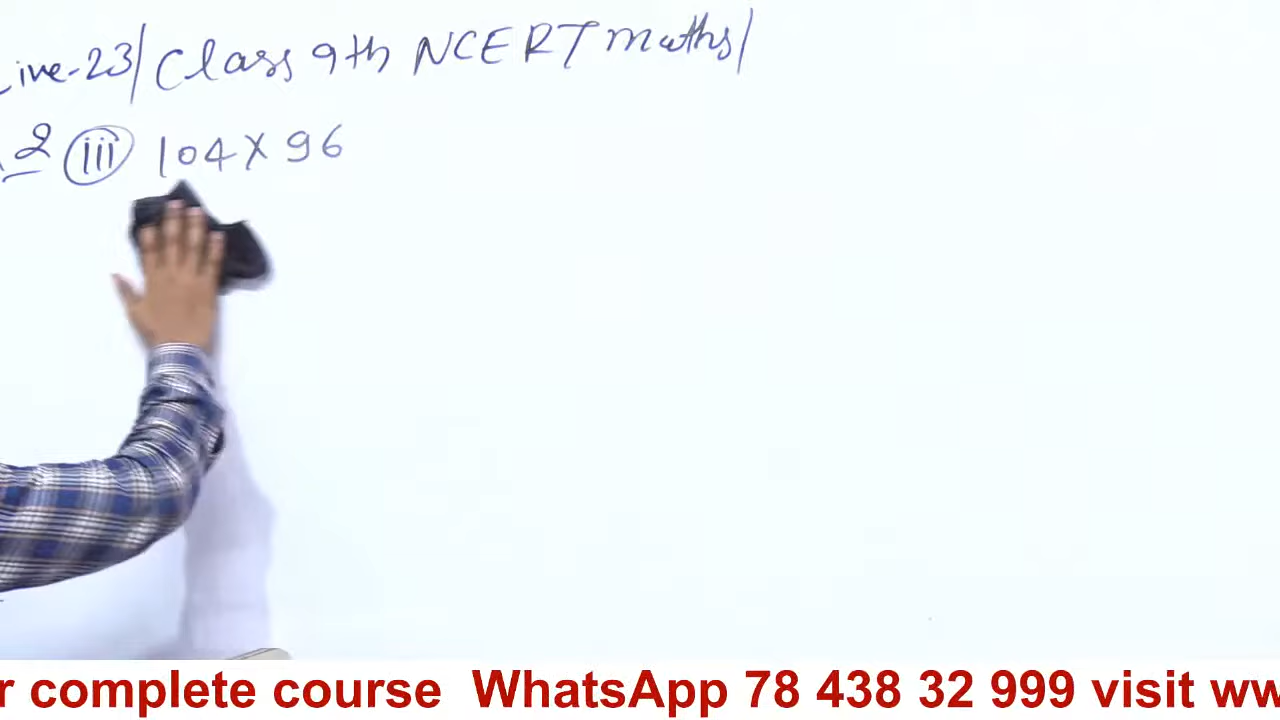 ive-23/Class 9th NCERT maths/
2 (iii) 104 X 96
r complete course WhatsApp 78 438 32 999 visit ww